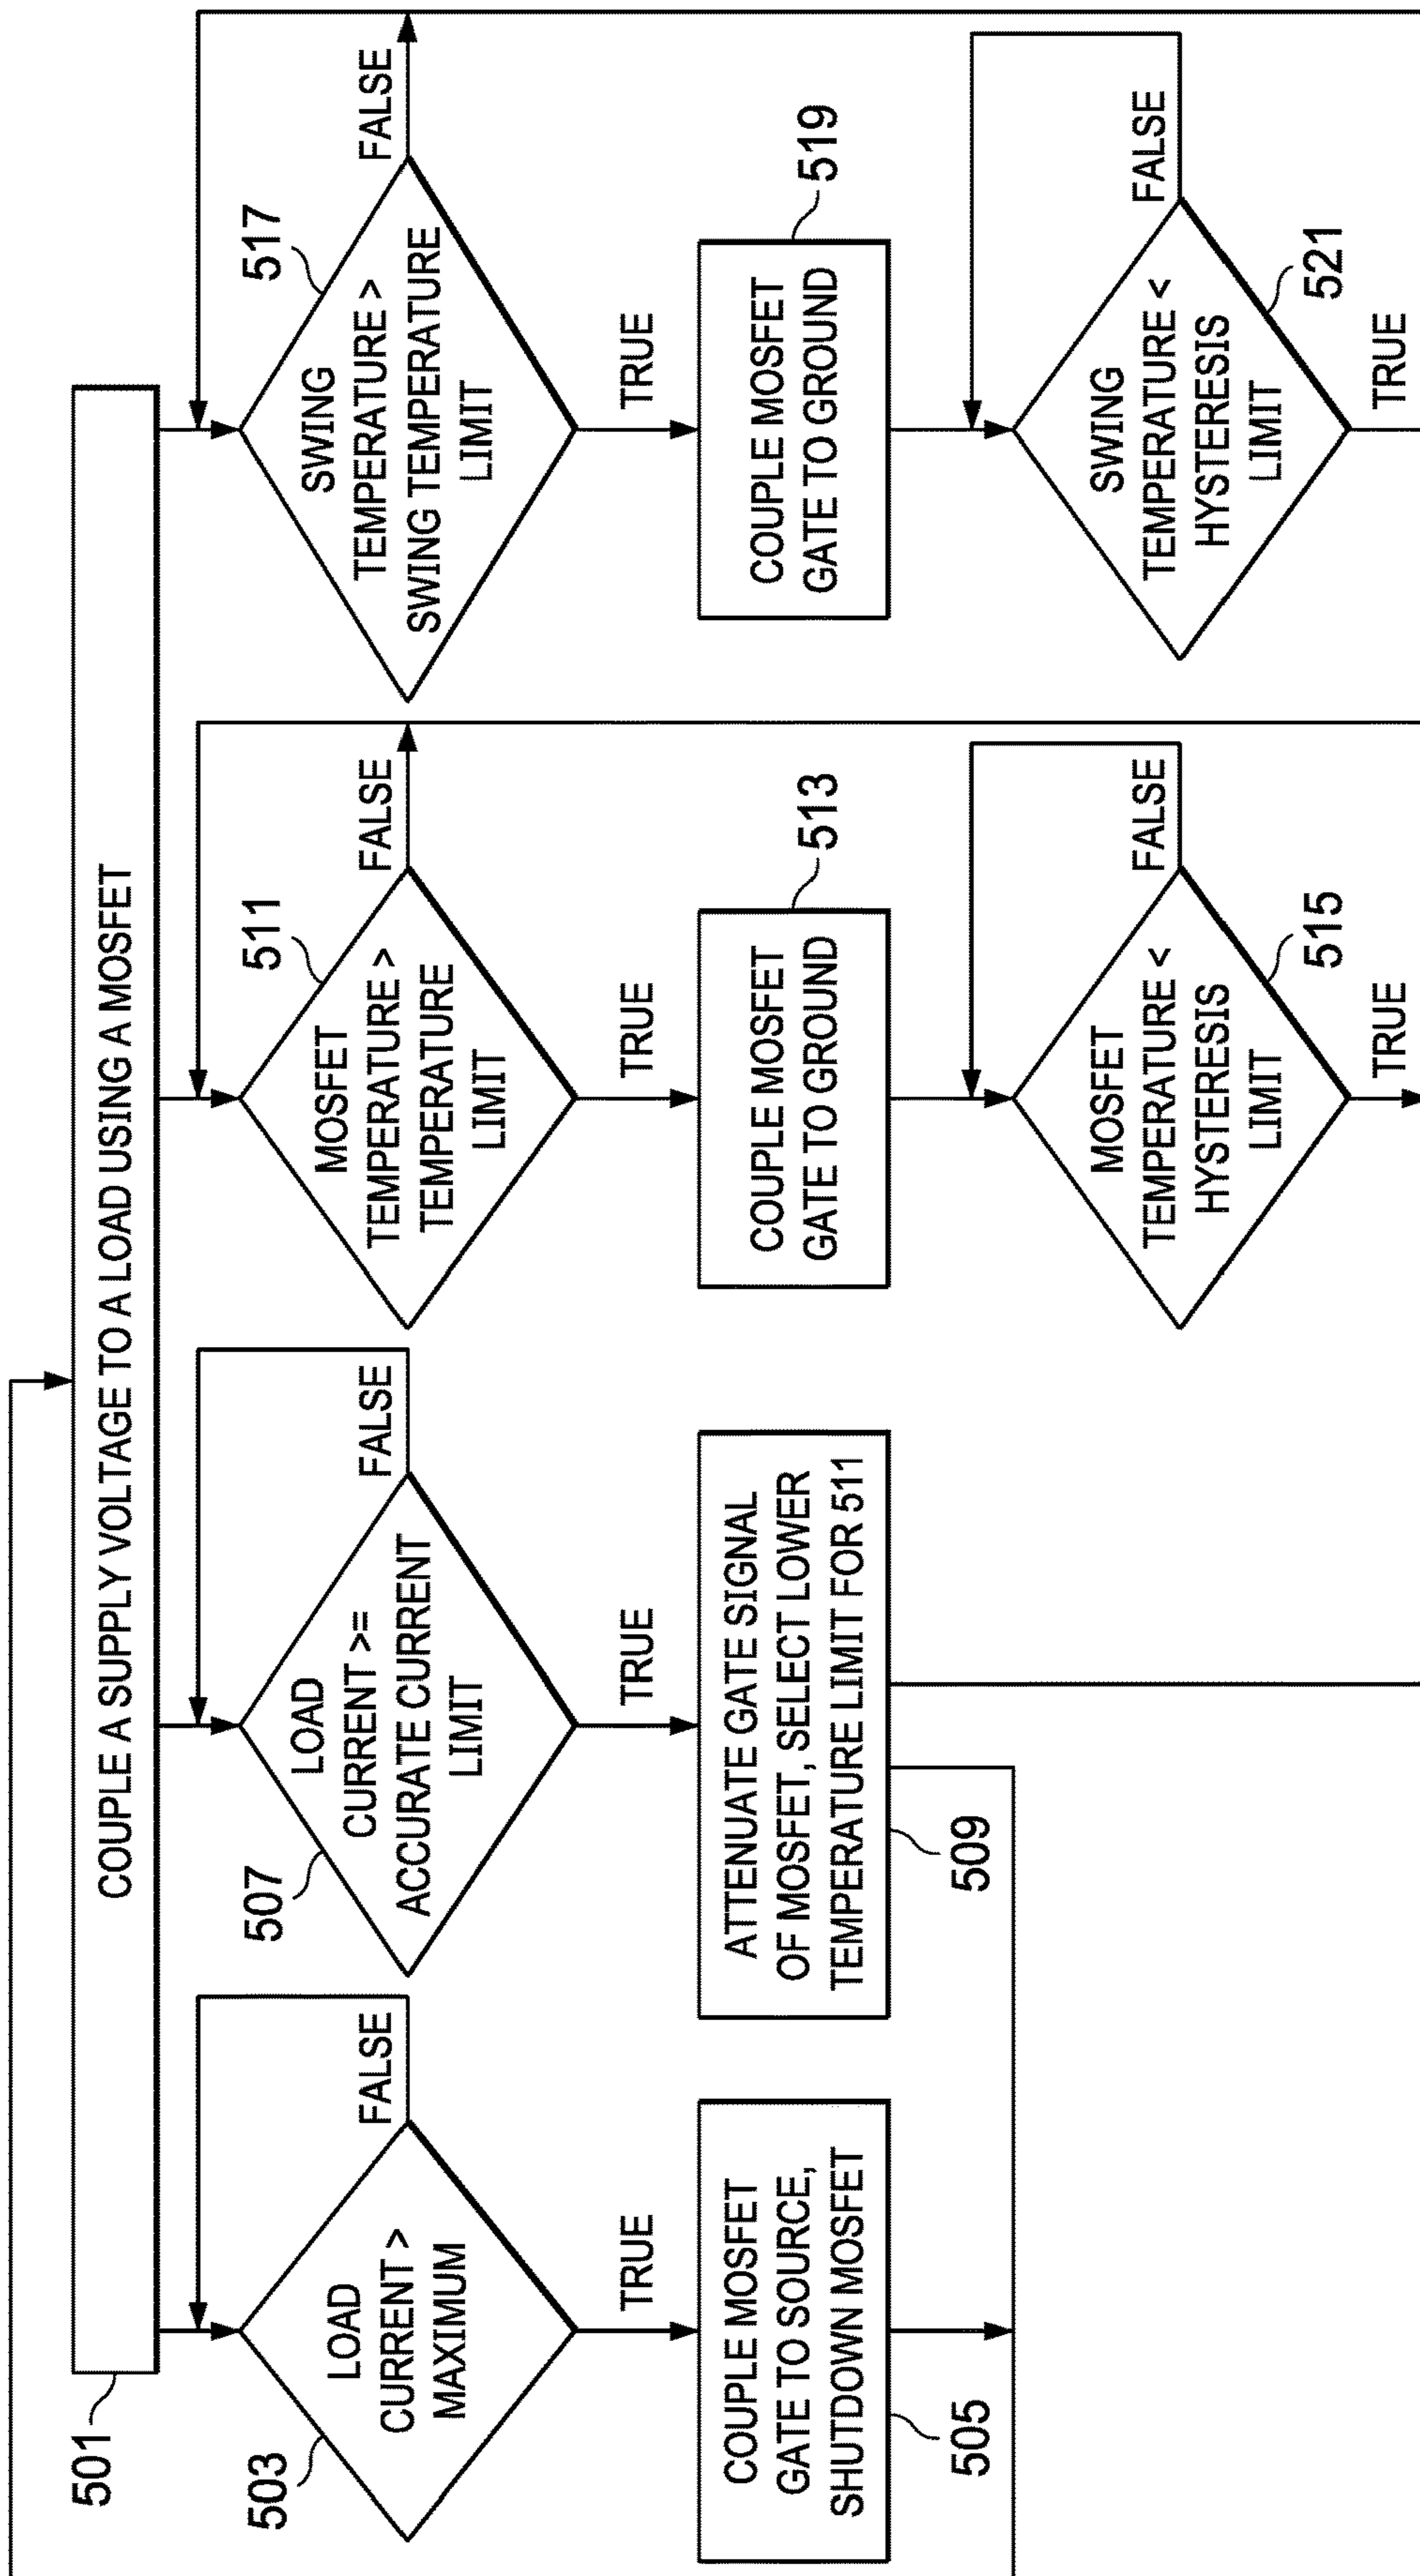 501
COUPLE A SUPPLY VOLTAGE TO A LOAD USING A MOSFET
503
LOAD
CURRENT >
MAXIMUM
FALSE
TRUE
COUPLE MOSFET
GATE TO SOURCE,
SHUTDOWN MOSFET
505
507
LOAD
CURRENT >=
ACCURATE CURRENT
LIMIT
FALSE
TRUE
ATTENUATE GATE SIGNAL
OF MOSFET, SELECT LOWER
TEMPERATURE LIMIT FOR 511
509
511
MOSFET
TEMPERATURE >
TEMPERATURE
LIMIT
FALSE
TRUE
COUPLE MOSFET
GATE TO GROUND
513
MOSFET
TEMPERATURE <
HYSTERESIS
LIMIT
FALSE
515
TRUE
517
SWING
TEMPERATURE >
SWING TEMPERATURE
LIMIT
FALSE
TRUE
COUPLE MOSFET
GATE TO GROUND
519
SWING
TEMPERATURE <
HYSTERESIS
LIMIT
FALSE
521
TRUE